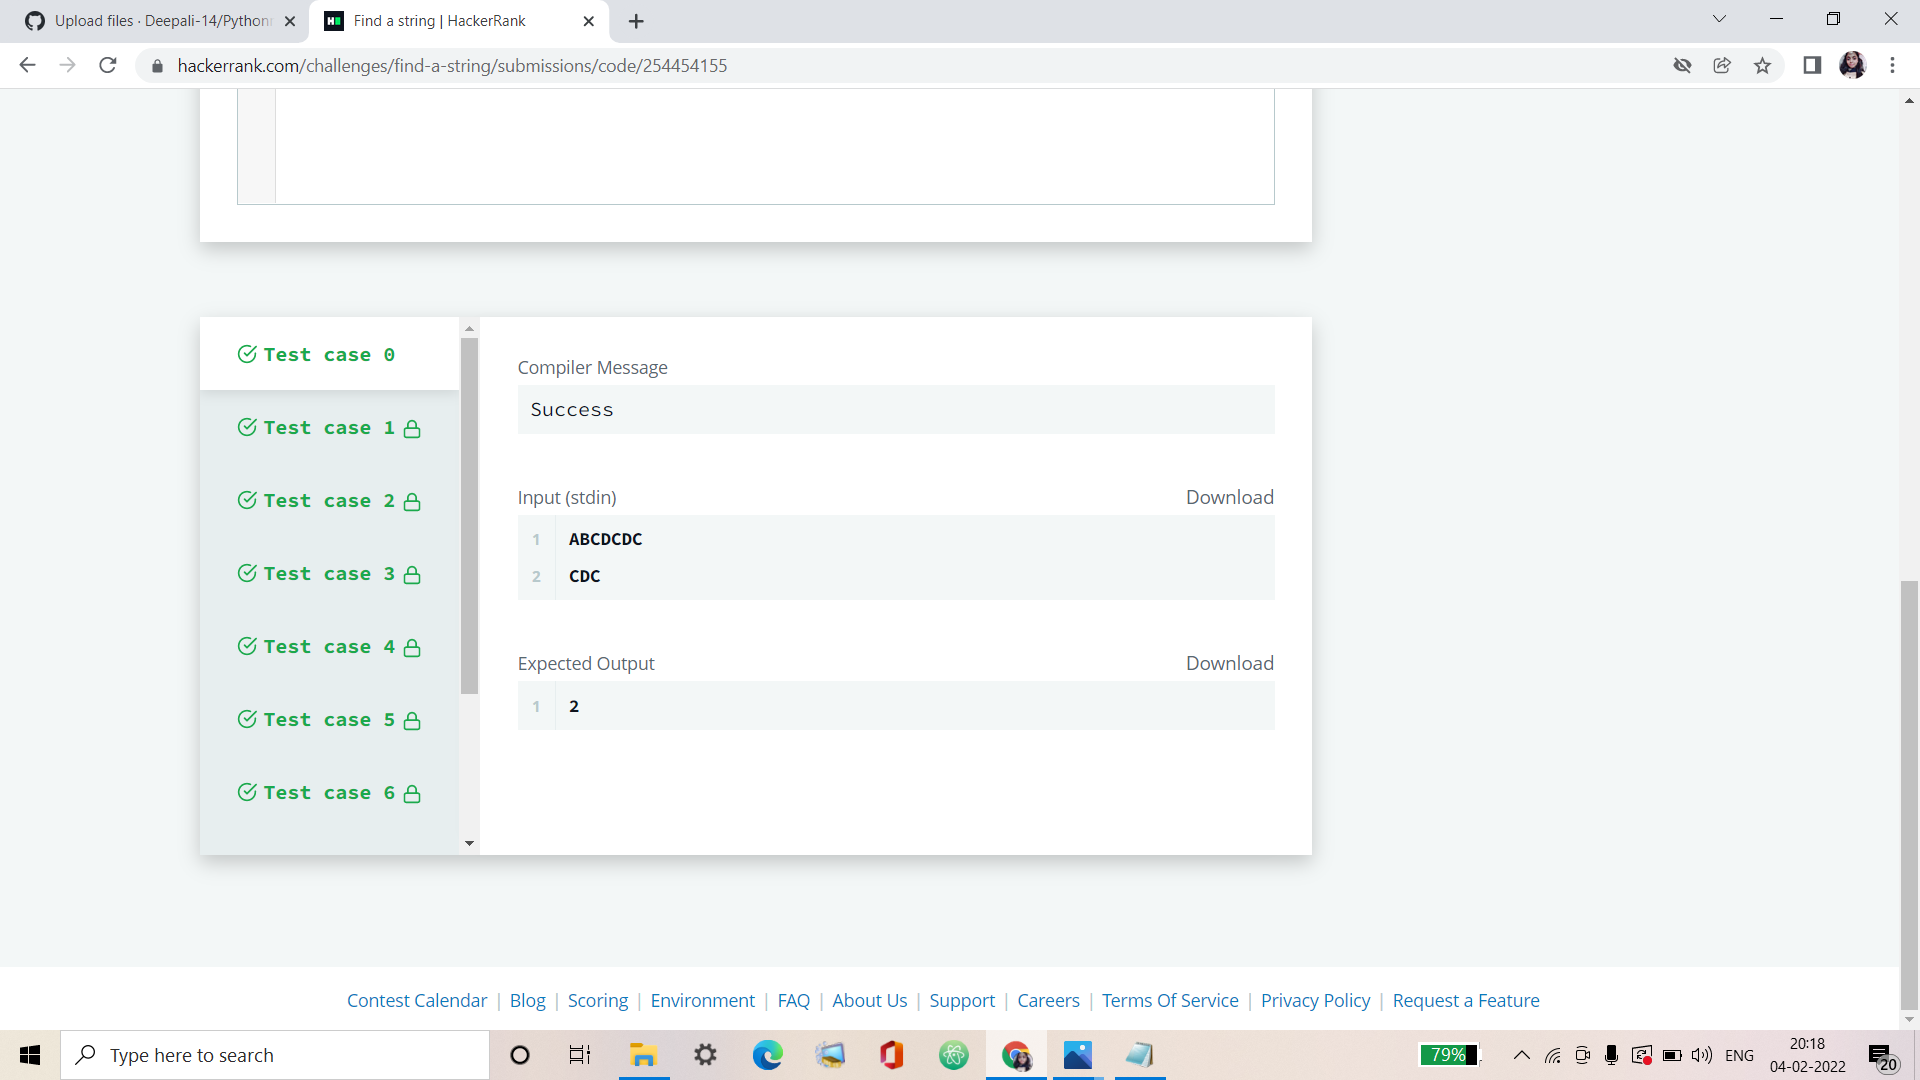 Upload files · Deepali-14/Python
Find a string | HackerRank
hackerrank.com/challenges/find-a-string/submissions/code/254454155
Test case 0
Test case 1
Test case 2
Test case 3
Test case 4
Test case 5
Test case 6
Compiler Message
Success
Input (stdin)
Download
1 ABCDCDC
2 CDC
Expected Output
Download
1 2
Contest Calendar | Blog | Scoring | Environment | FAQ | About Us | Support | Careers | Terms Of Service | Privacy Policy | Request a Feature
Type here to search
79%
ENG
20:18
04-02-2022
20